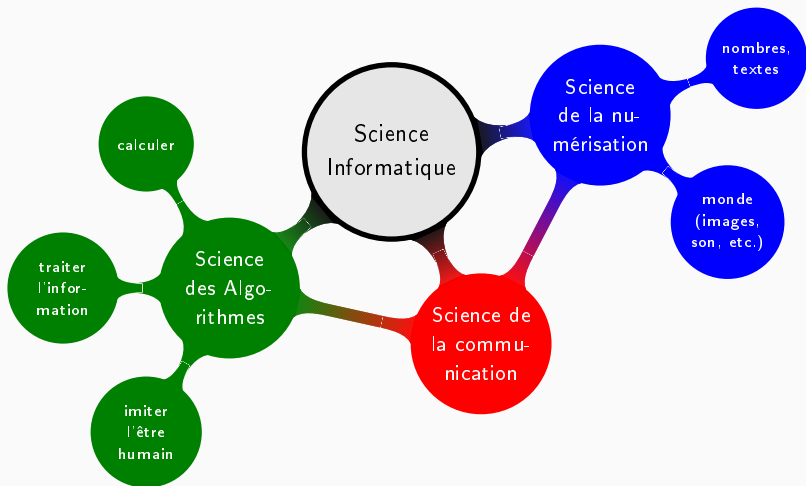 Science
Informatique
Science
de la nu-
mérisation
nombres,
textes
monde
(images,
son, etc.)
Science de
la commu-
nication
Science
des Algo-
rithmes
calculer
traiter
l'infor-
mation
imiter
l'être
humain